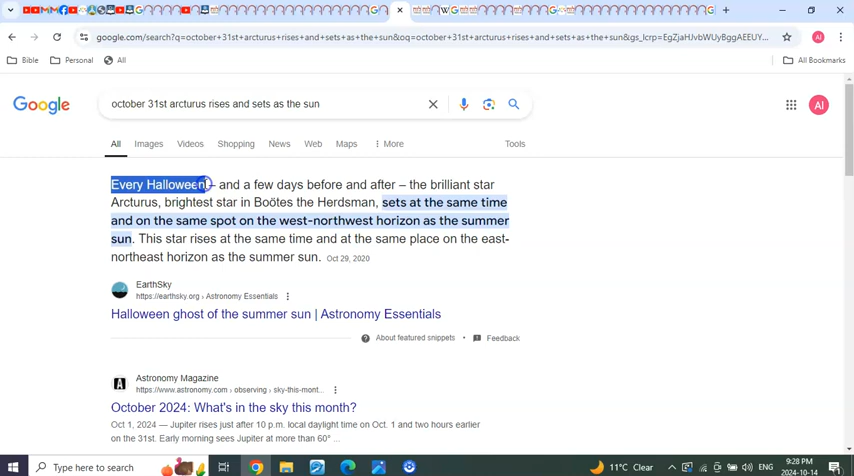 google.com/search?q=october+31st+arcturus+rises+and+sets+as+the+sun&oq=october+31st+arcturus+rises+and+sets+as+the+sun&gs_lcrp=EgZjaHJvbWUyBggAEEUY...
AI
Bible
Personal
All
All Bookmarks
Google
october 31st arcturus rises and sets as the sun
AI
All
Images
Videos
Shopping
News
Web
Maps
More
Tools
Every Halloween – and a few days before and after – the brilliant star
Arcturus, brightest star in Boötes the Herdsman, sets at the same time
and on the same spot on the west-northwest horizon as the summer
sun. This star rises at the same time and at the same place on the east-
northeast horizon as the summer sun. Oct 29, 2020
EarthSky
https://earthsky.org › Astronomy Essentials
Halloween ghost of the summer sun | Astronomy Essentials
About featured snippets
Feedback
A
Astronomy Magazine
https://www.astronomy.com › observing › sky-this-mont...
October 2024: What's in the sky this month?
Oct 1, 2024 — Jupiter rises just after 10 p.m. local daylight time on Oct. 1 and two hours earlier
on the 31st. Early morning sees Jupiter at more than 60° ...
Type here to search
11°C Clear
ENG
9:28 PM
2024-10-14